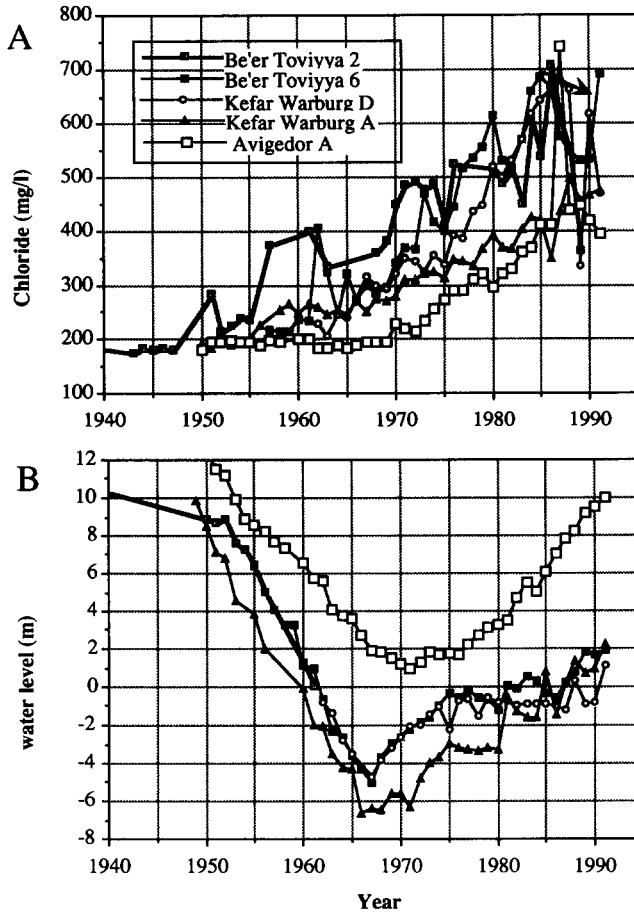 A
800
700
600
500
400
300
200
100
Chloride (mg/l)
Be'er Toviyya 2
Be'er Toviyya 6
Kefar Warburg D
Kefar Warburg A
Avigedor A
1940 1950 1960 1970 1980 1990
B
12
10
8
6
4
2
0
-2
-4
-6
-8
water level (m)
1940 1950 1960 1970 1980 1990
Year